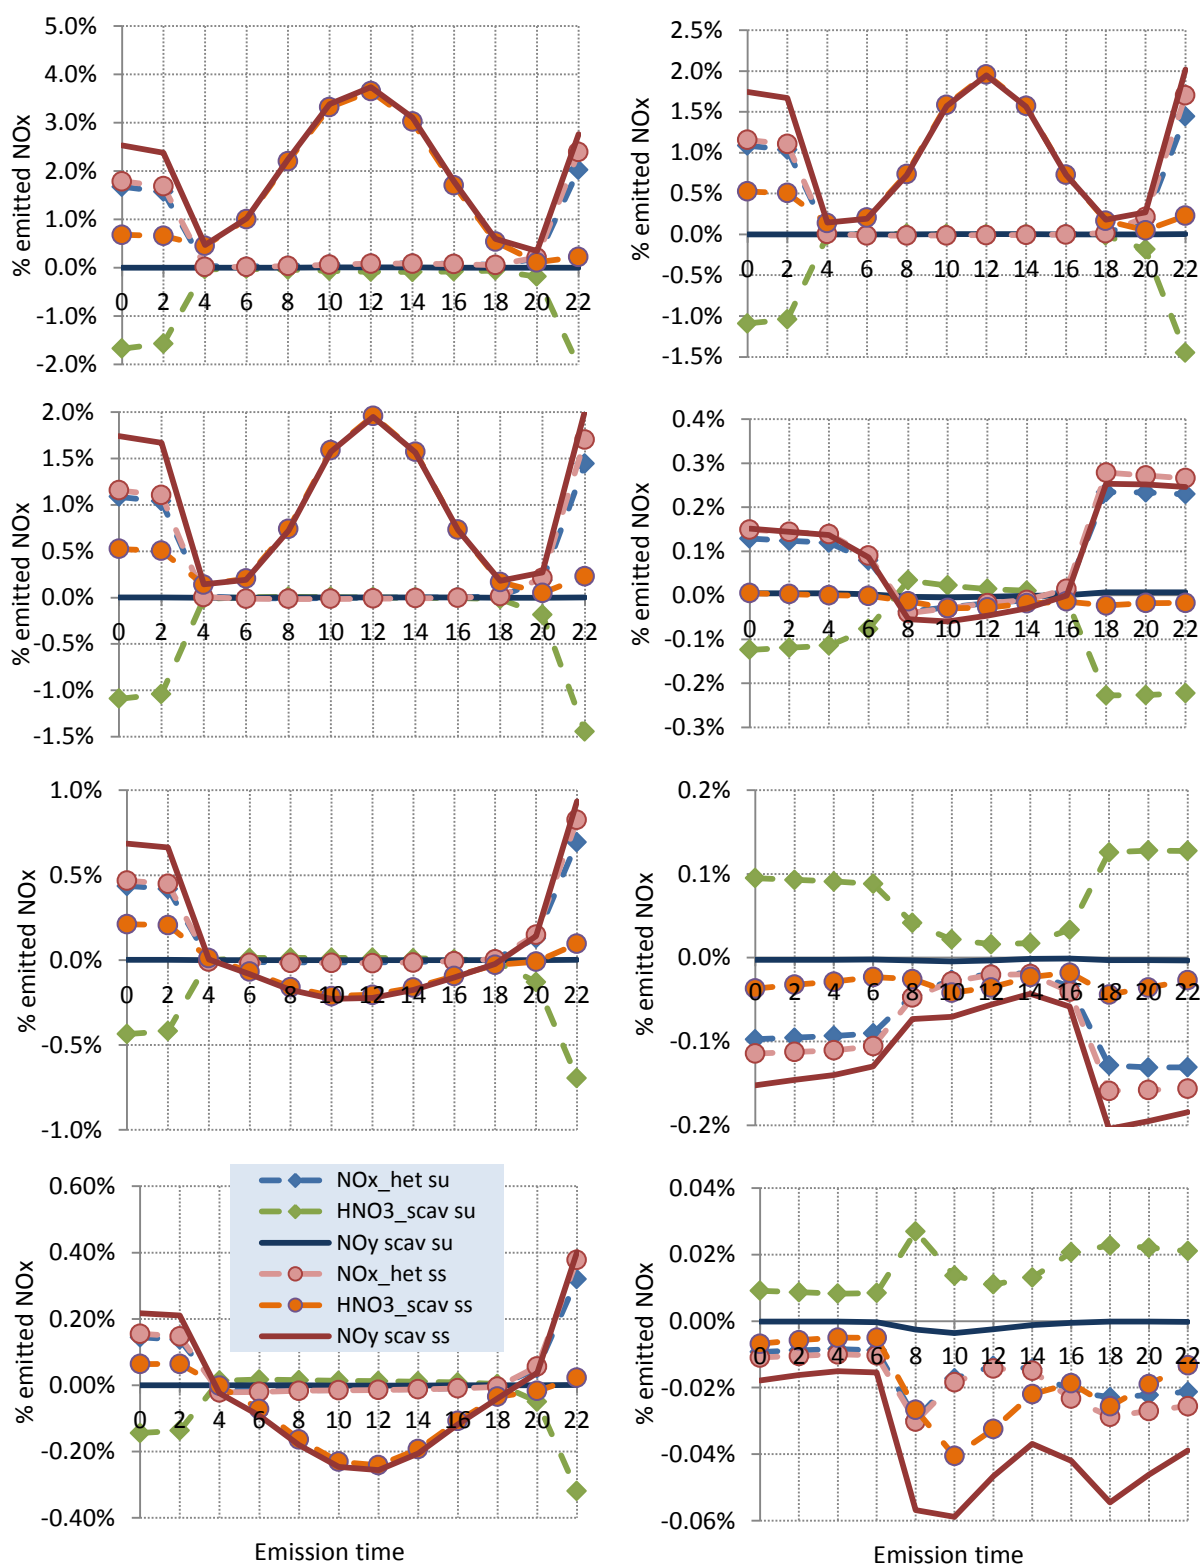 5.0%
4.0%
3.0%
2.0%
1.0%
0.0%
-1.0%
-2.0%
% emitted NOx
0 2 4 6 8 10 12 14 16 18 20 22
2.5%
2.0%
1.5%
1.0%
0.5%
0.0%
-0.5%
-1.0%
-1.5%
% emitted NOx
0 2 4 6 8 10 12 14 16 18 20 22
2.0%
1.5%
1.0%
0.5%
0.0%
-0.5%
-1.0%
-1.5%
% emitted NOx
0 2 4 6 8 10 12 14 16 18 20 22
0.4%
0.3%
0.2%
0.1%
0.0%
-0.1%
-0.2%
-0.3%
% emitted NOx
0 2 4 6 8 10 12 14 16 18 20 22
1.0%
0.5%
0.0%
-0.5%
-1.0%
% emitted NOx
0 2 4 6 8 10 12 14 16 18 20 22
0.2%
0.1%
0.0%
-0.1%
-0.2%
% emitted NOx
0 2 4 6 8 10 12 14 16 18 20 22
0.60%
0.40%
0.20%
0.00%
-0.20%
-0.40%
% emitted NOx
0 2 4 6 8 10 12 14 16 18 20 22
NOx_het su
HNO3_scav su
NOy scav su
NOx_het ss
HNO3_scav ss
NOy scav ss
Emission time
0.04%
0.02%
0.00%
-0.02%
-0.04%
-0.06%
% emitted NOx
0 2 4 6 8 10 12 14 16 18 20 22
Emission time